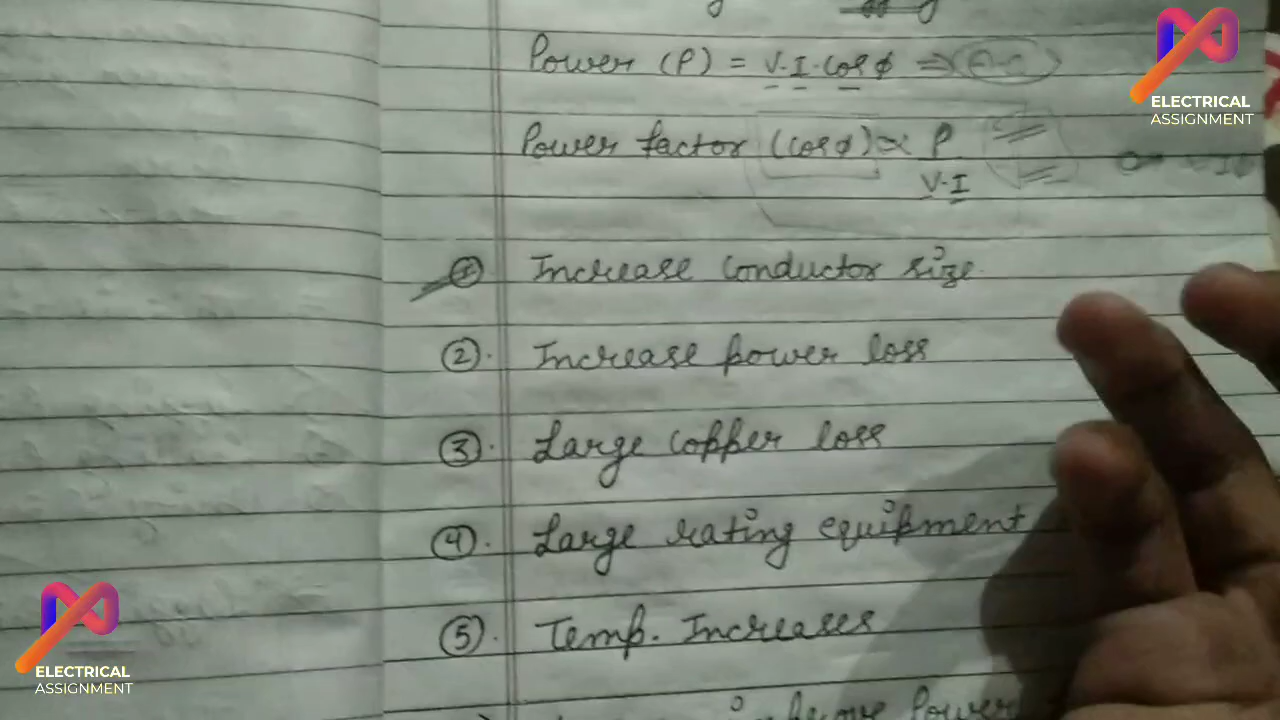 Power (P) = V.I.cosφ ⇒
ELECTRICAL
ASSIGNMENT
Power factor (cosφ) ∝ P
V.I
① Increase conductor size.
②. Increase power loss
③. Large copper loss
④. Large rating equipment
⑤. Temp. Increases
ELECTRICAL
ASSIGNMENT
Power